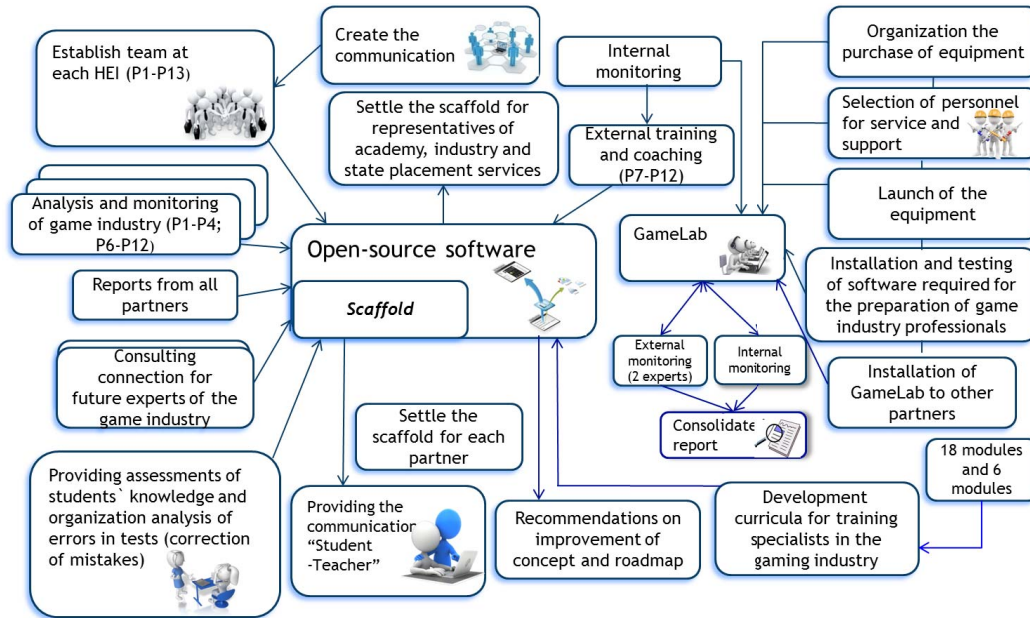 Establish team at
each HEI (P1-P13)
Create the
communication
Internal
monitoring
Organization the
purchase of equipment
Settle the scaffold for
representatives of
academy, industry and
state placement services
External training
and coaching
(P7-P12)
Selection of personnel
for service and
support
Analysis and monitoring
of game industry (P1-P4;
P6-P12)
Launch of the
equipment
Open-source software
Scaffold
GameLab
Reports from all
partners
Installation and testing
of software required for
the preparation of game
industry professionals
Consulting
connection for
future experts of the
game industry
External
monitoring
(2 experts)
Internal
monitoring
Installation of
GameLab to other
partners
Settle the
scaffold for each
partner
Consolidate
report
18 modules and 6
modules
Providing assessments of
students` knowledge and
organization analysis of
errors in tests (correction
of mistakes)
Providing the
communication
“Student
-Teacher”
Recommendations on
improvement of
concept and roadmap
Development
curricula for training
specialists in the
gaming industry